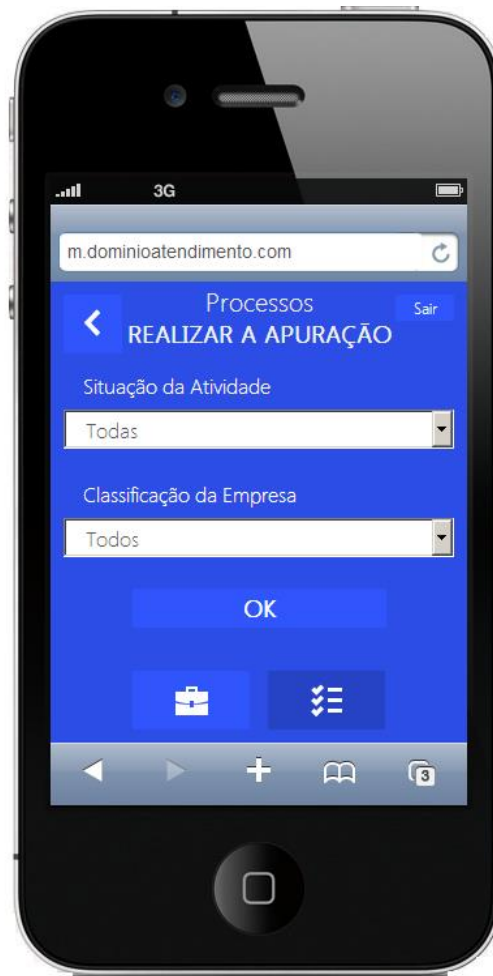 3G
m.dominioatendimento.com
Processos
Sair
REALIZAR A APURAÇÃO
Situação da Atividade
Todas
Classificação da Empresa
Todos
OK
3